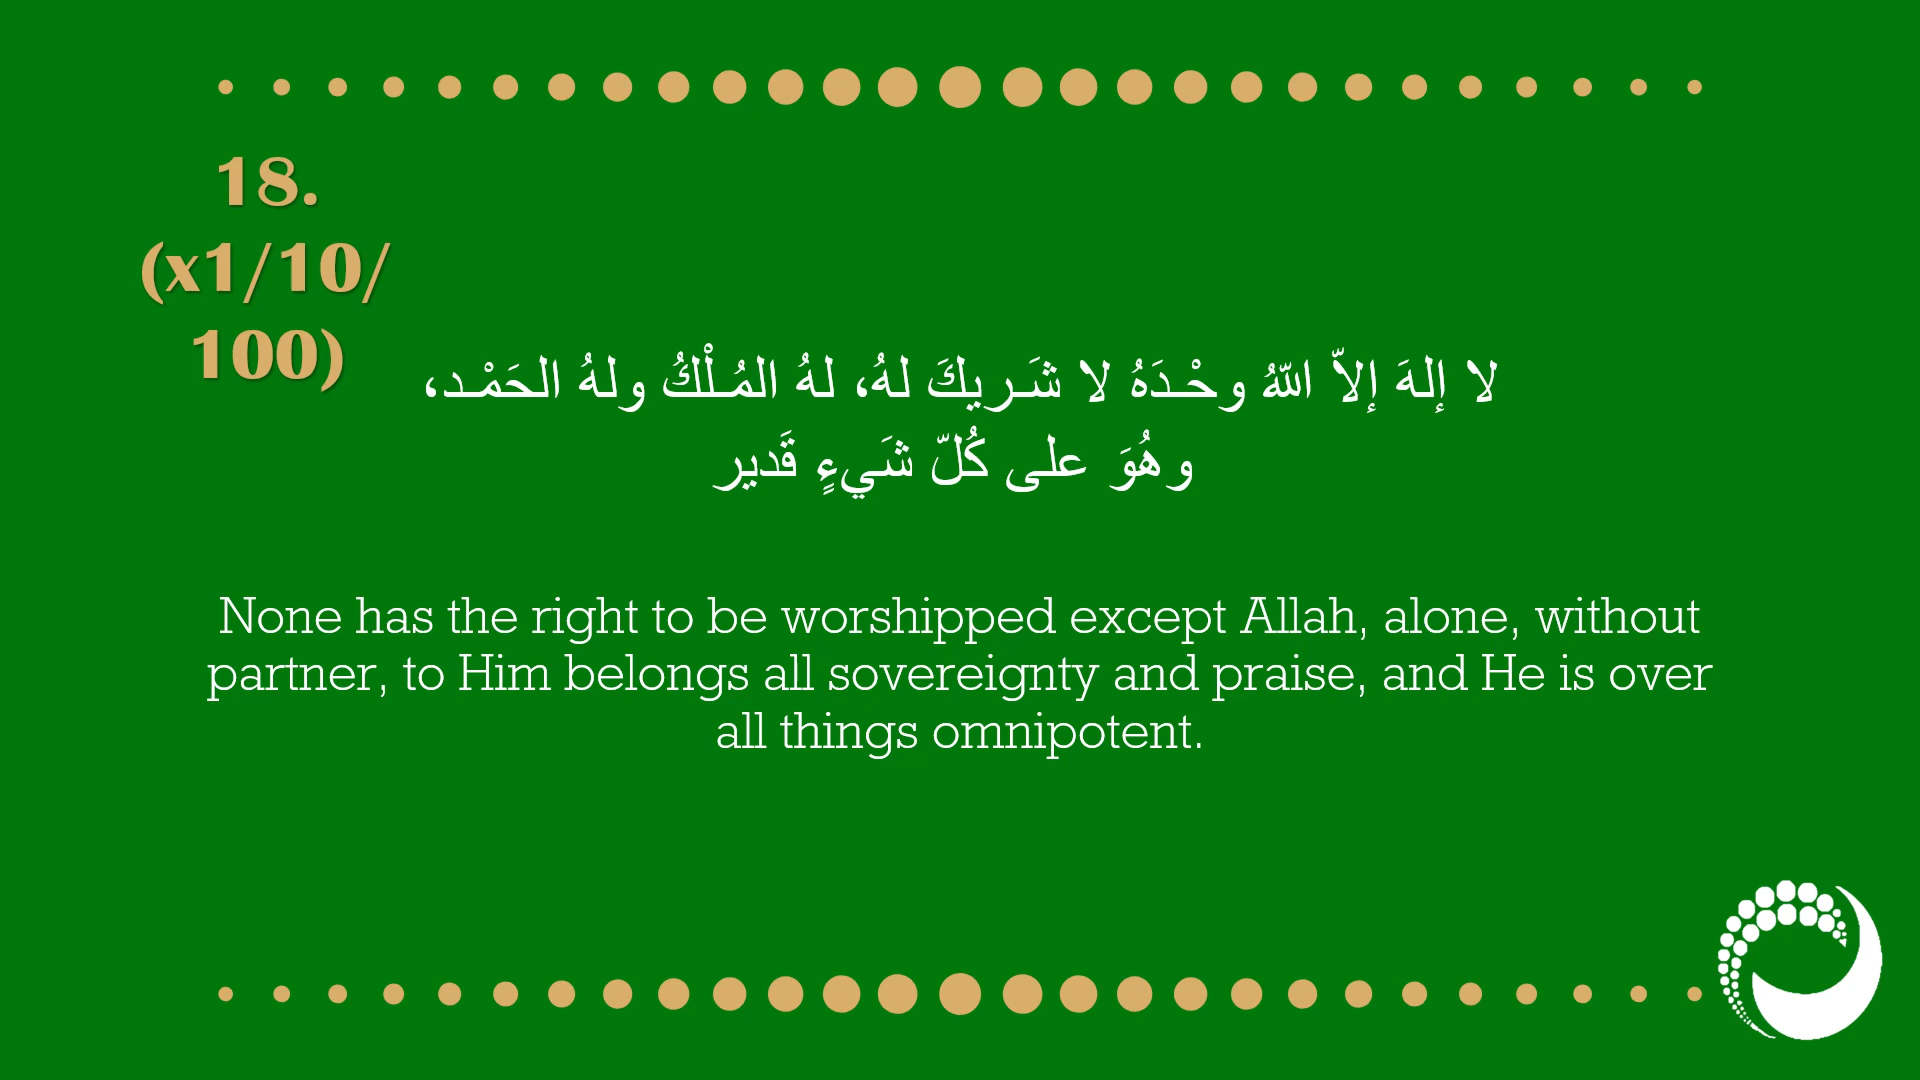 18.
(x1/10/
100)
لا إلهَ إلاّ اللهُ وحْـدَهُ لا شَـريكَ لهُ، لهُ المُـلْكُ ولهُ الحَمْـد،
وهُوَ على كُلّ شَيءٍ قَدير
None has the right to be worshipped except Allah, alone, without
partner, to Him belongs all sovereignty and praise, and He is over
all things omnipotent.